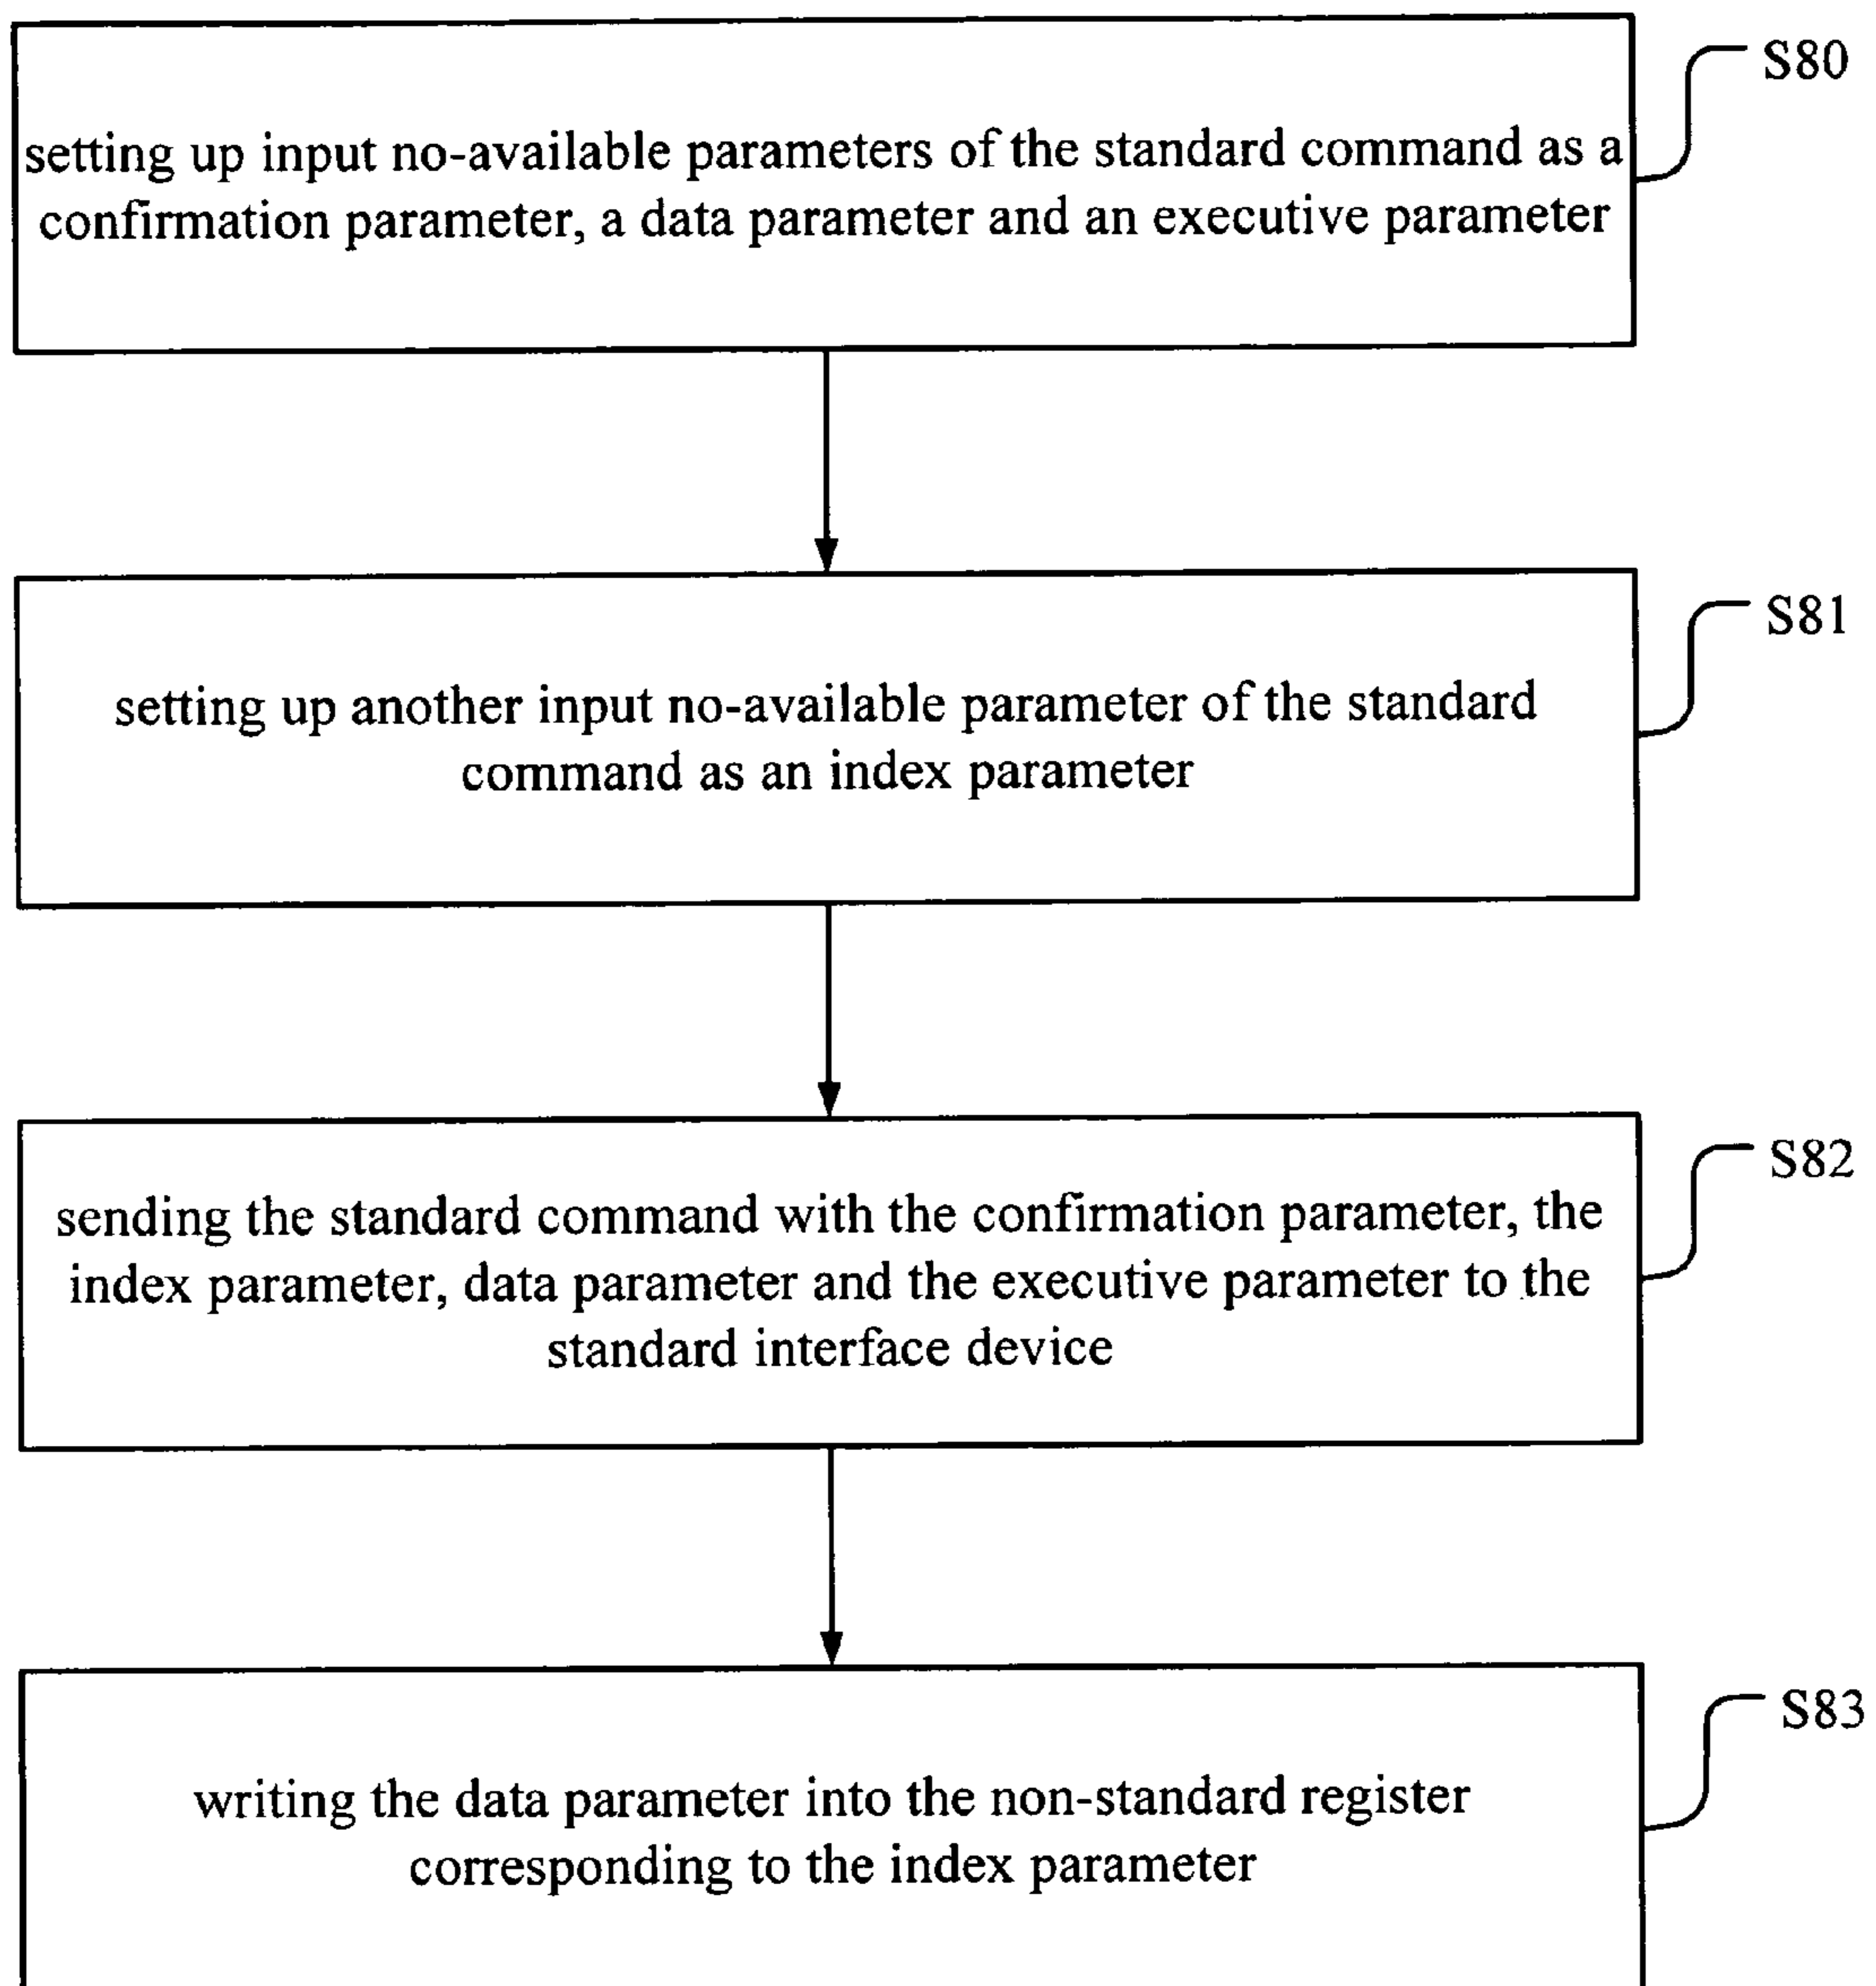 S80
setting up input no-available parameters of the standard command as a
confirmation parameter, a data parameter and an executive parameter
S81
setting up another input no-available parameter of the standard
command as an index parameter
S82
sending the standard command with the confirmation parameter, the
index parameter, data parameter and the executive parameter to the
standard interface device
S83
writing the data parameter into the non-standard register
corresponding to the index parameter